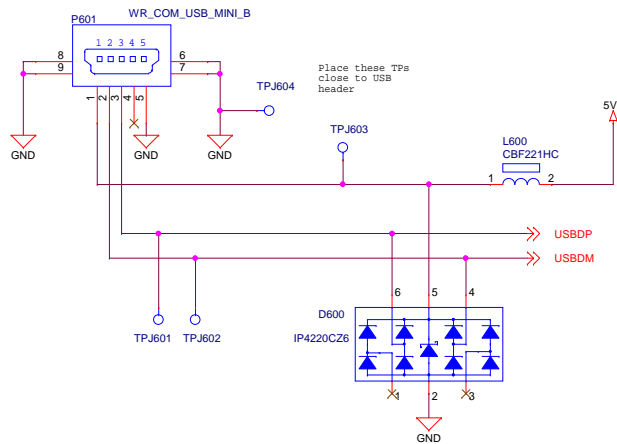 WR_COM_USB_MINI_B
P601
1 2 3 4 5
8
9
6
7
1
2
3
4
5
GND
GND
GND
TPJ604
Place these TPs
close to USB
header
TPJ603
5V
L600
CBF221HC
1
2
USBDP
USBDM
TPJ601
TPJ602
6
5
4
D600
IP4220CZ6
1
2
3
GND